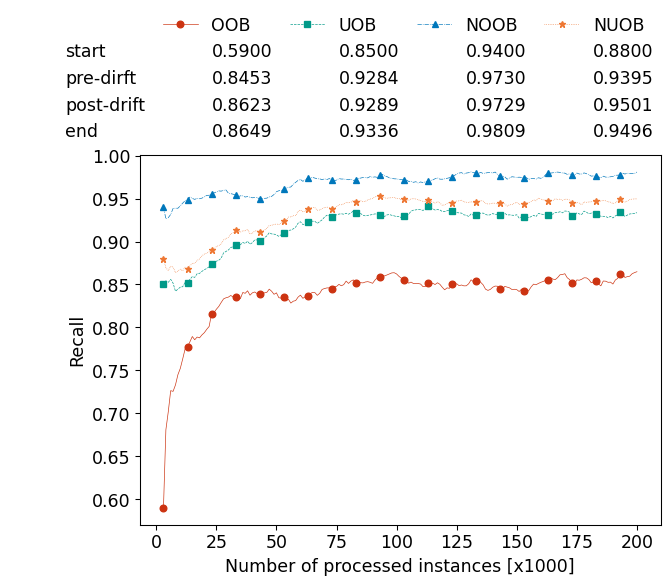 OOB UOB NOOB NUOB
start 0.5900 0.8500 0.9400 0.8800
pre-dirft 0.8453 0.9284 0.9730 0.9395
post-drift 0.8623 0.9289 0.9729 0.9501
end 0.8649 0.9336 0.9809 0.9496
1.00
0.95
0.90
0.85
0.80
0.75
0.70
0.65
0.60
Recall
0 25 50 75 100 125 150 175 200
Number of processed instances [x1000]